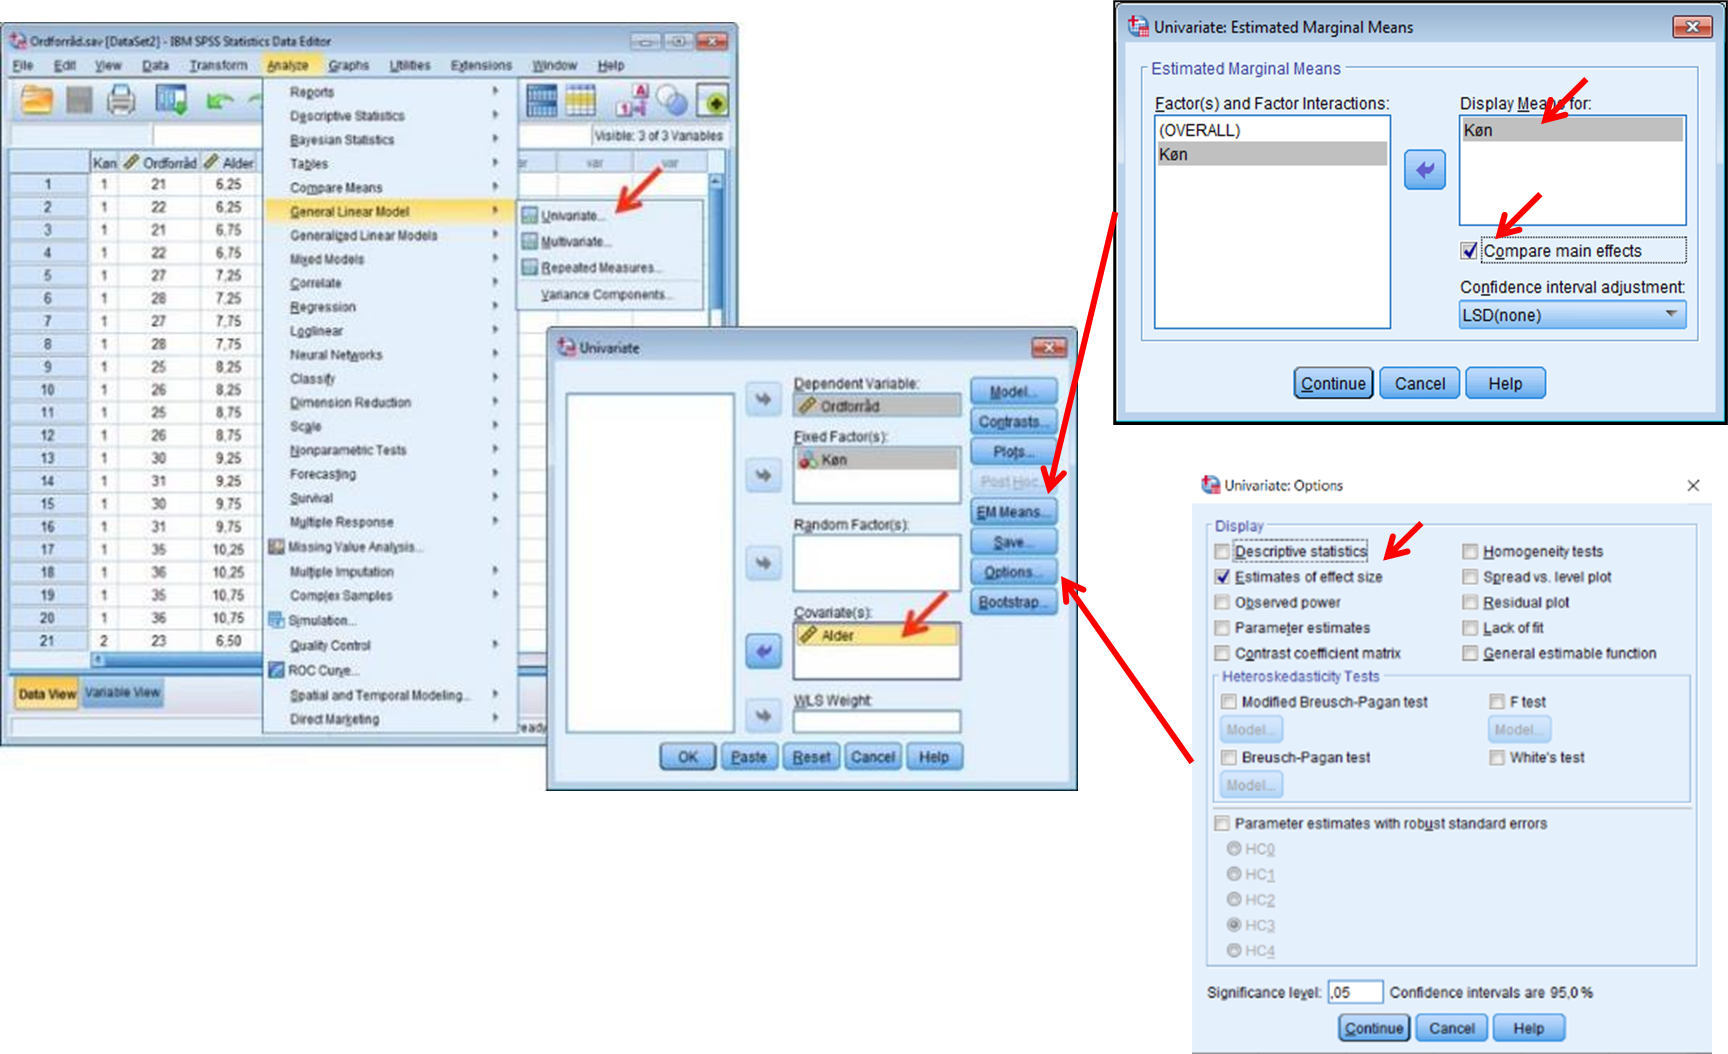 Ordforråd.sav [DataSet2] - IBM SPSS Statistics Data Editor
File Edit View Data Transform Analyze Graphs Utilities Extensions Window Help
Visible: 3 of 3 Variables
Køn Ordforråd Alder var var
1 1 21 6,25
2 1 22 6,25
3 1 21 6,75
4 1 22 6,75
5 1 27 7,25
6 1 28 7,25
7 1 27 7,75
8 1 28 7,75
9 1 25 8,25
10 1 26 8,25
11 1 25 8,75
12 1 26 8,75
13 1 30 9,25
14 1 31 9,25
15 1 30 9,75
16 1 31 9,75
17 1 35 10,25
18 1 36 10,25
19 1 35 10,75
20 1 36 10,75
21 2 23 6,50
Data View Variable View
Reports
Descriptive Statistics
Bayesian Statistics
Tables
Compare Means
General Linear Model
Generalized Linear Models
Mixed Models
Correlate
Regression
Loglinear
Neural Networks
Classify
Dimension Reduction
Scale
Nonparametric Tests
Forecasting
Survival
Multiple Response
Missing Value Analysis...
Multiple Imputation
Complex Samples
Simulation...
Quality Control
ROC Curve...
Spatial and Temporal Modeling...
Direct Marketing
Univariate...
Multivariate...
Repeated Measures...
Variance Components...
Univariate
Dependent Variable:
Ordforråd
Fixed Factor(s):
Køn
Random Factor(s):
Covariate(s):
Alder
WLS Weight:
Model...
Contrasts...
Plots...
Post Hoc...
EM Means...
Save...
Options...
Bootstrap...
OK Paste Reset Cancel Help
Univariate: Estimated Marginal Means
Estimated Marginal Means
Factor(s) and Factor Interactions:
(OVERALL)
Køn
Display Means for:
Køn
Compare main effects
Confidence interval adjustment:
LSD(none)
Continue Cancel Help
Univariate: Options
Display
Descriptive statistics Homogeneity tests
Estimates of effect size Spread vs. level plot
Observed power Residual plot
Parameter estimates Lack of fit
Contrast coefficient matrix General estimable function
Heteroskedasticity Tests
Modified Breusch-Pagan test F test
Model... Model...
Breusch-Pagan test White's test
Model...
Parameter estimates with robust standard errors
HC0
HC1
HC2
HC3
HC4
Significance level: ,05 Confidence intervals are 95,0 %
Continue Cancel Help